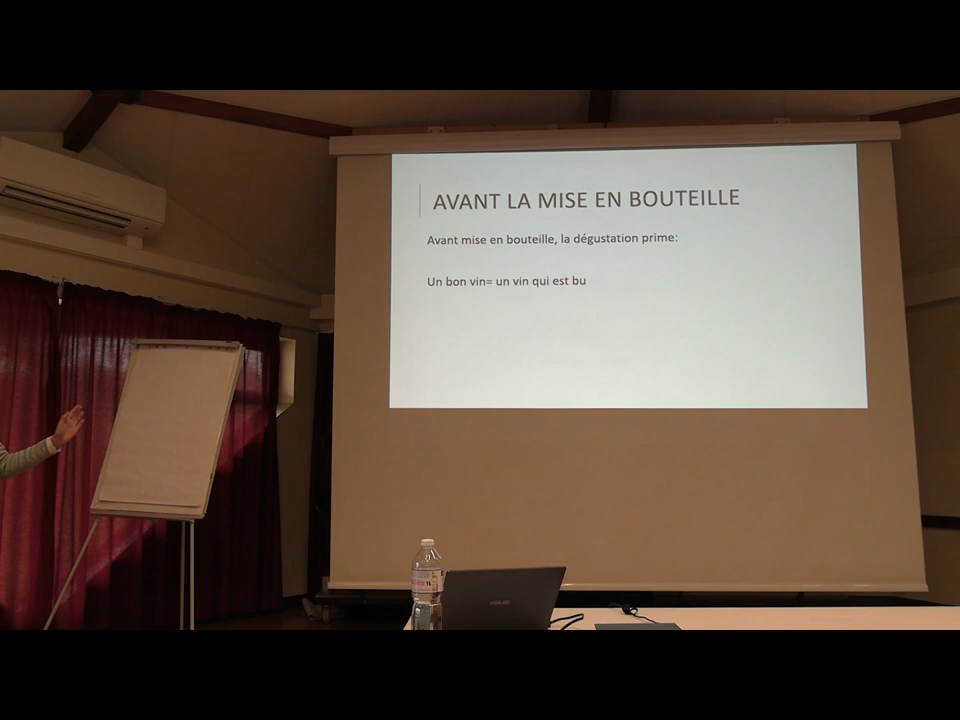 AVANT LA MISE EN BOUTEILLE
Avant mise en bouteille, la dégustation prime:
Un bon vin= un vin qui est bu
ASUS